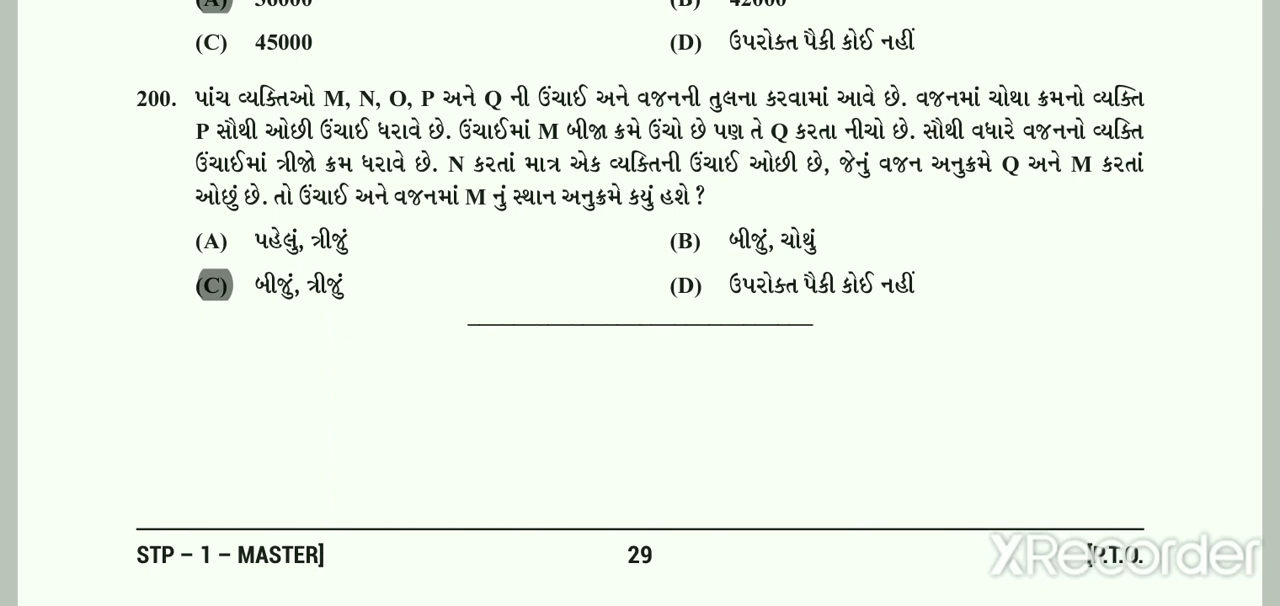 (A) 36000 (B) 42000
(C) 45000 (D) ઉપરોક્ત પૈકી કોઈ નહીં
200. પાંચ વ્યક્તિઓ M, N, O, P અને Q ની ઉંચાઈ અને વજનની તુલના કરવામાં આવે છે. વજનમાં ચોથા ક્રમનો વ્યક્તિ
P સૌથી ઓછી ઉંચાઈ ધરાવે છે. ઉંચાઈમાં M બીજા ક્રમે ઉંચો છે પણ તે Q કરતા નીચો છે. સૌથી વધારે વજનનો વ્યક્તિ
ઉંચાઈમાં ત્રીજો ક્રમ ધરાવે છે. N કરતાં માત્ર એક વ્યક્તિની ઉંચાઈ ઓછી છે, જેનું વજન અનુક્રમે Q અને M કરતાં
ઓછું છે. તો ઉંચાઈ અને વજનમાં M નું સ્થાન અનુક્રમે કયું હશે ?
(A) પહેલું, ત્રીજું (B) બીજું, ચોથું
(C) બીજું, ત્રીજું (D) ઉપરોક્ત પૈકી કોઈ નહીં
STP – 1 – MASTER] 29 [P.T.O.
XRecorder